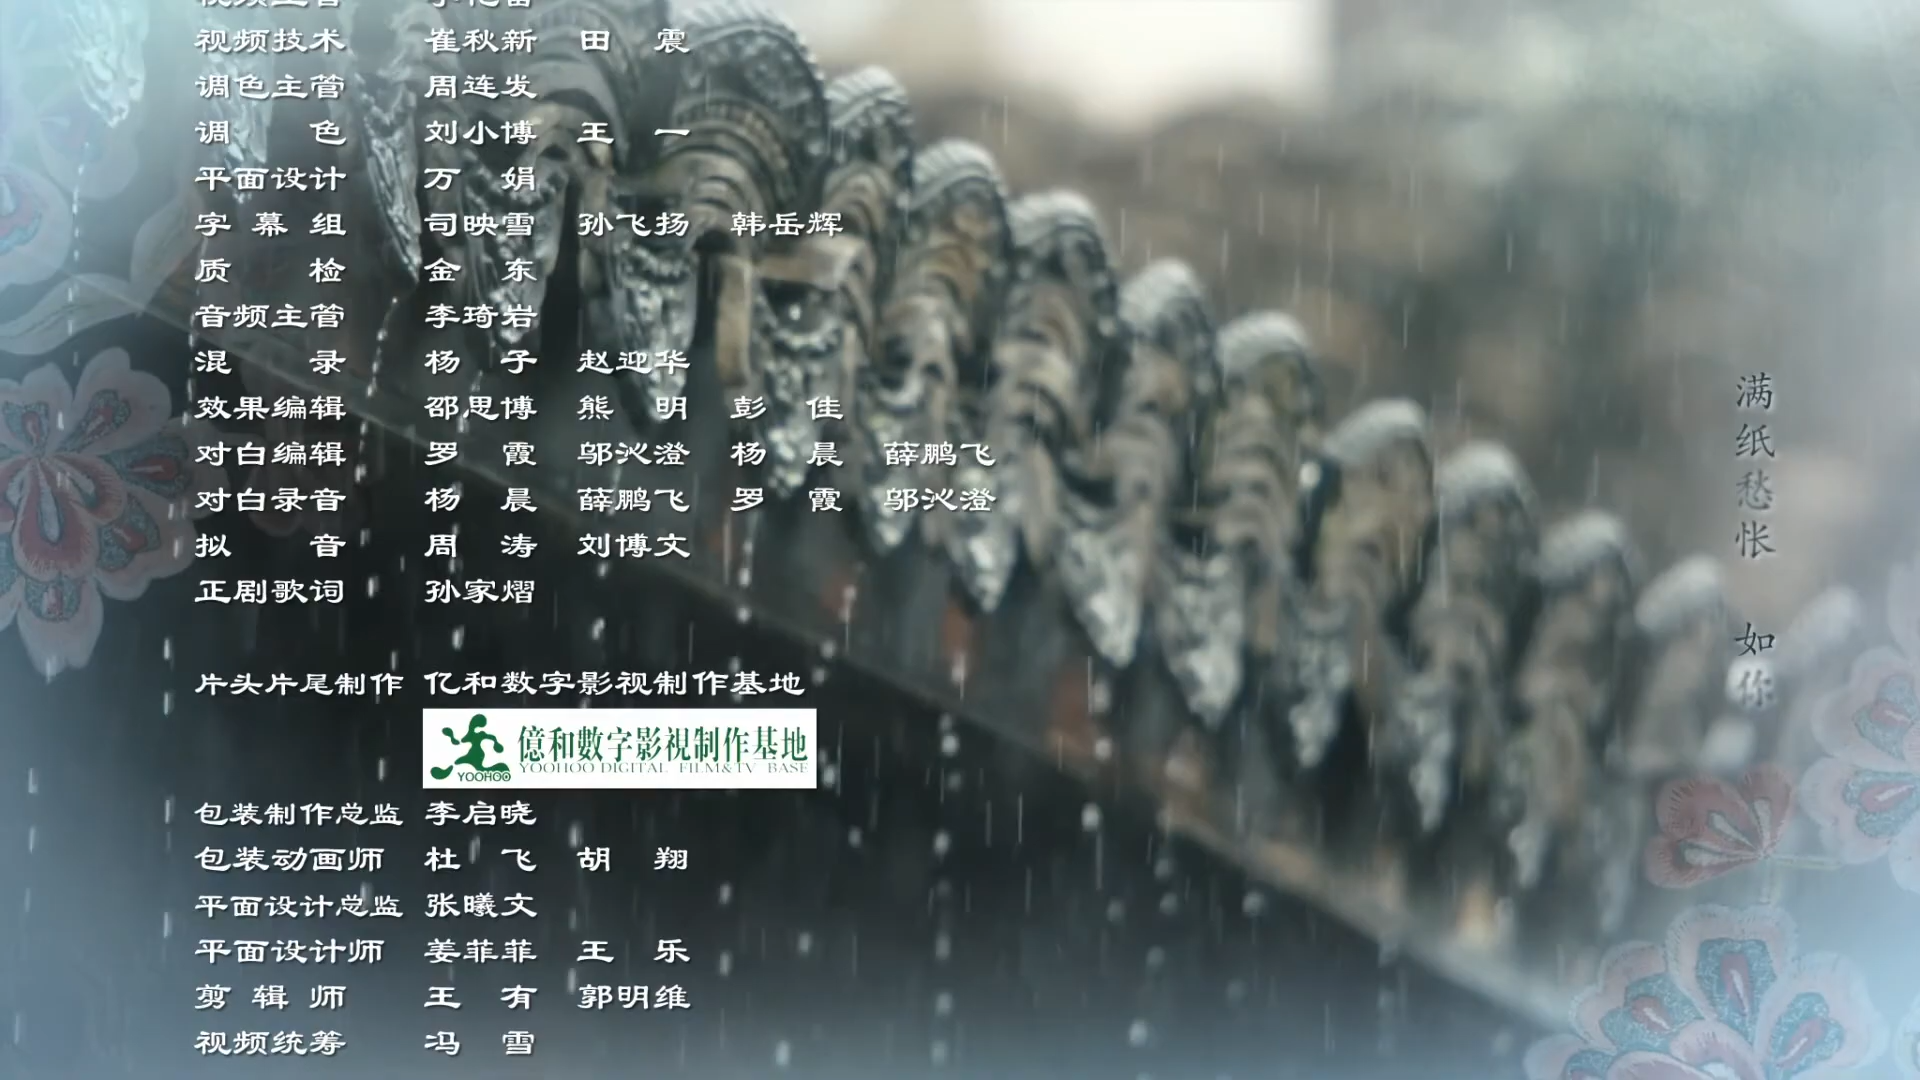 视频技术 崔秋新 田震
调色主管 周连发
调色 刘小博 王一
平面设计 万娟
字幕组 司映雪 孙飞扬 韩岳辉
质检 金东
音频主管 李琦岩
混录 杨子 赵迎华
效果编辑 邵思博 熊明 彭佳
对白编辑 罗霞 邬沁澄 杨晨 薛鹏飞
对白录音 杨晨 薛鹏飞 罗霞 邬沁澄
拟音 周涛 刘博文
正剧歌词 孙家熠
片头片尾制作 亿和数字影视制作基地
億和數字影視制作基地
YOOHOO
YOOHOO DIGITAL FILM&TV BASE
包装制作总监 李启晓
包装动画师 杜飞 胡翔
平面设计总监 张曦文
平面设计师 姜菲菲 王乐
剪辑师 王有 郭明维
视频统筹 冯雪
满纸愁怅 如你